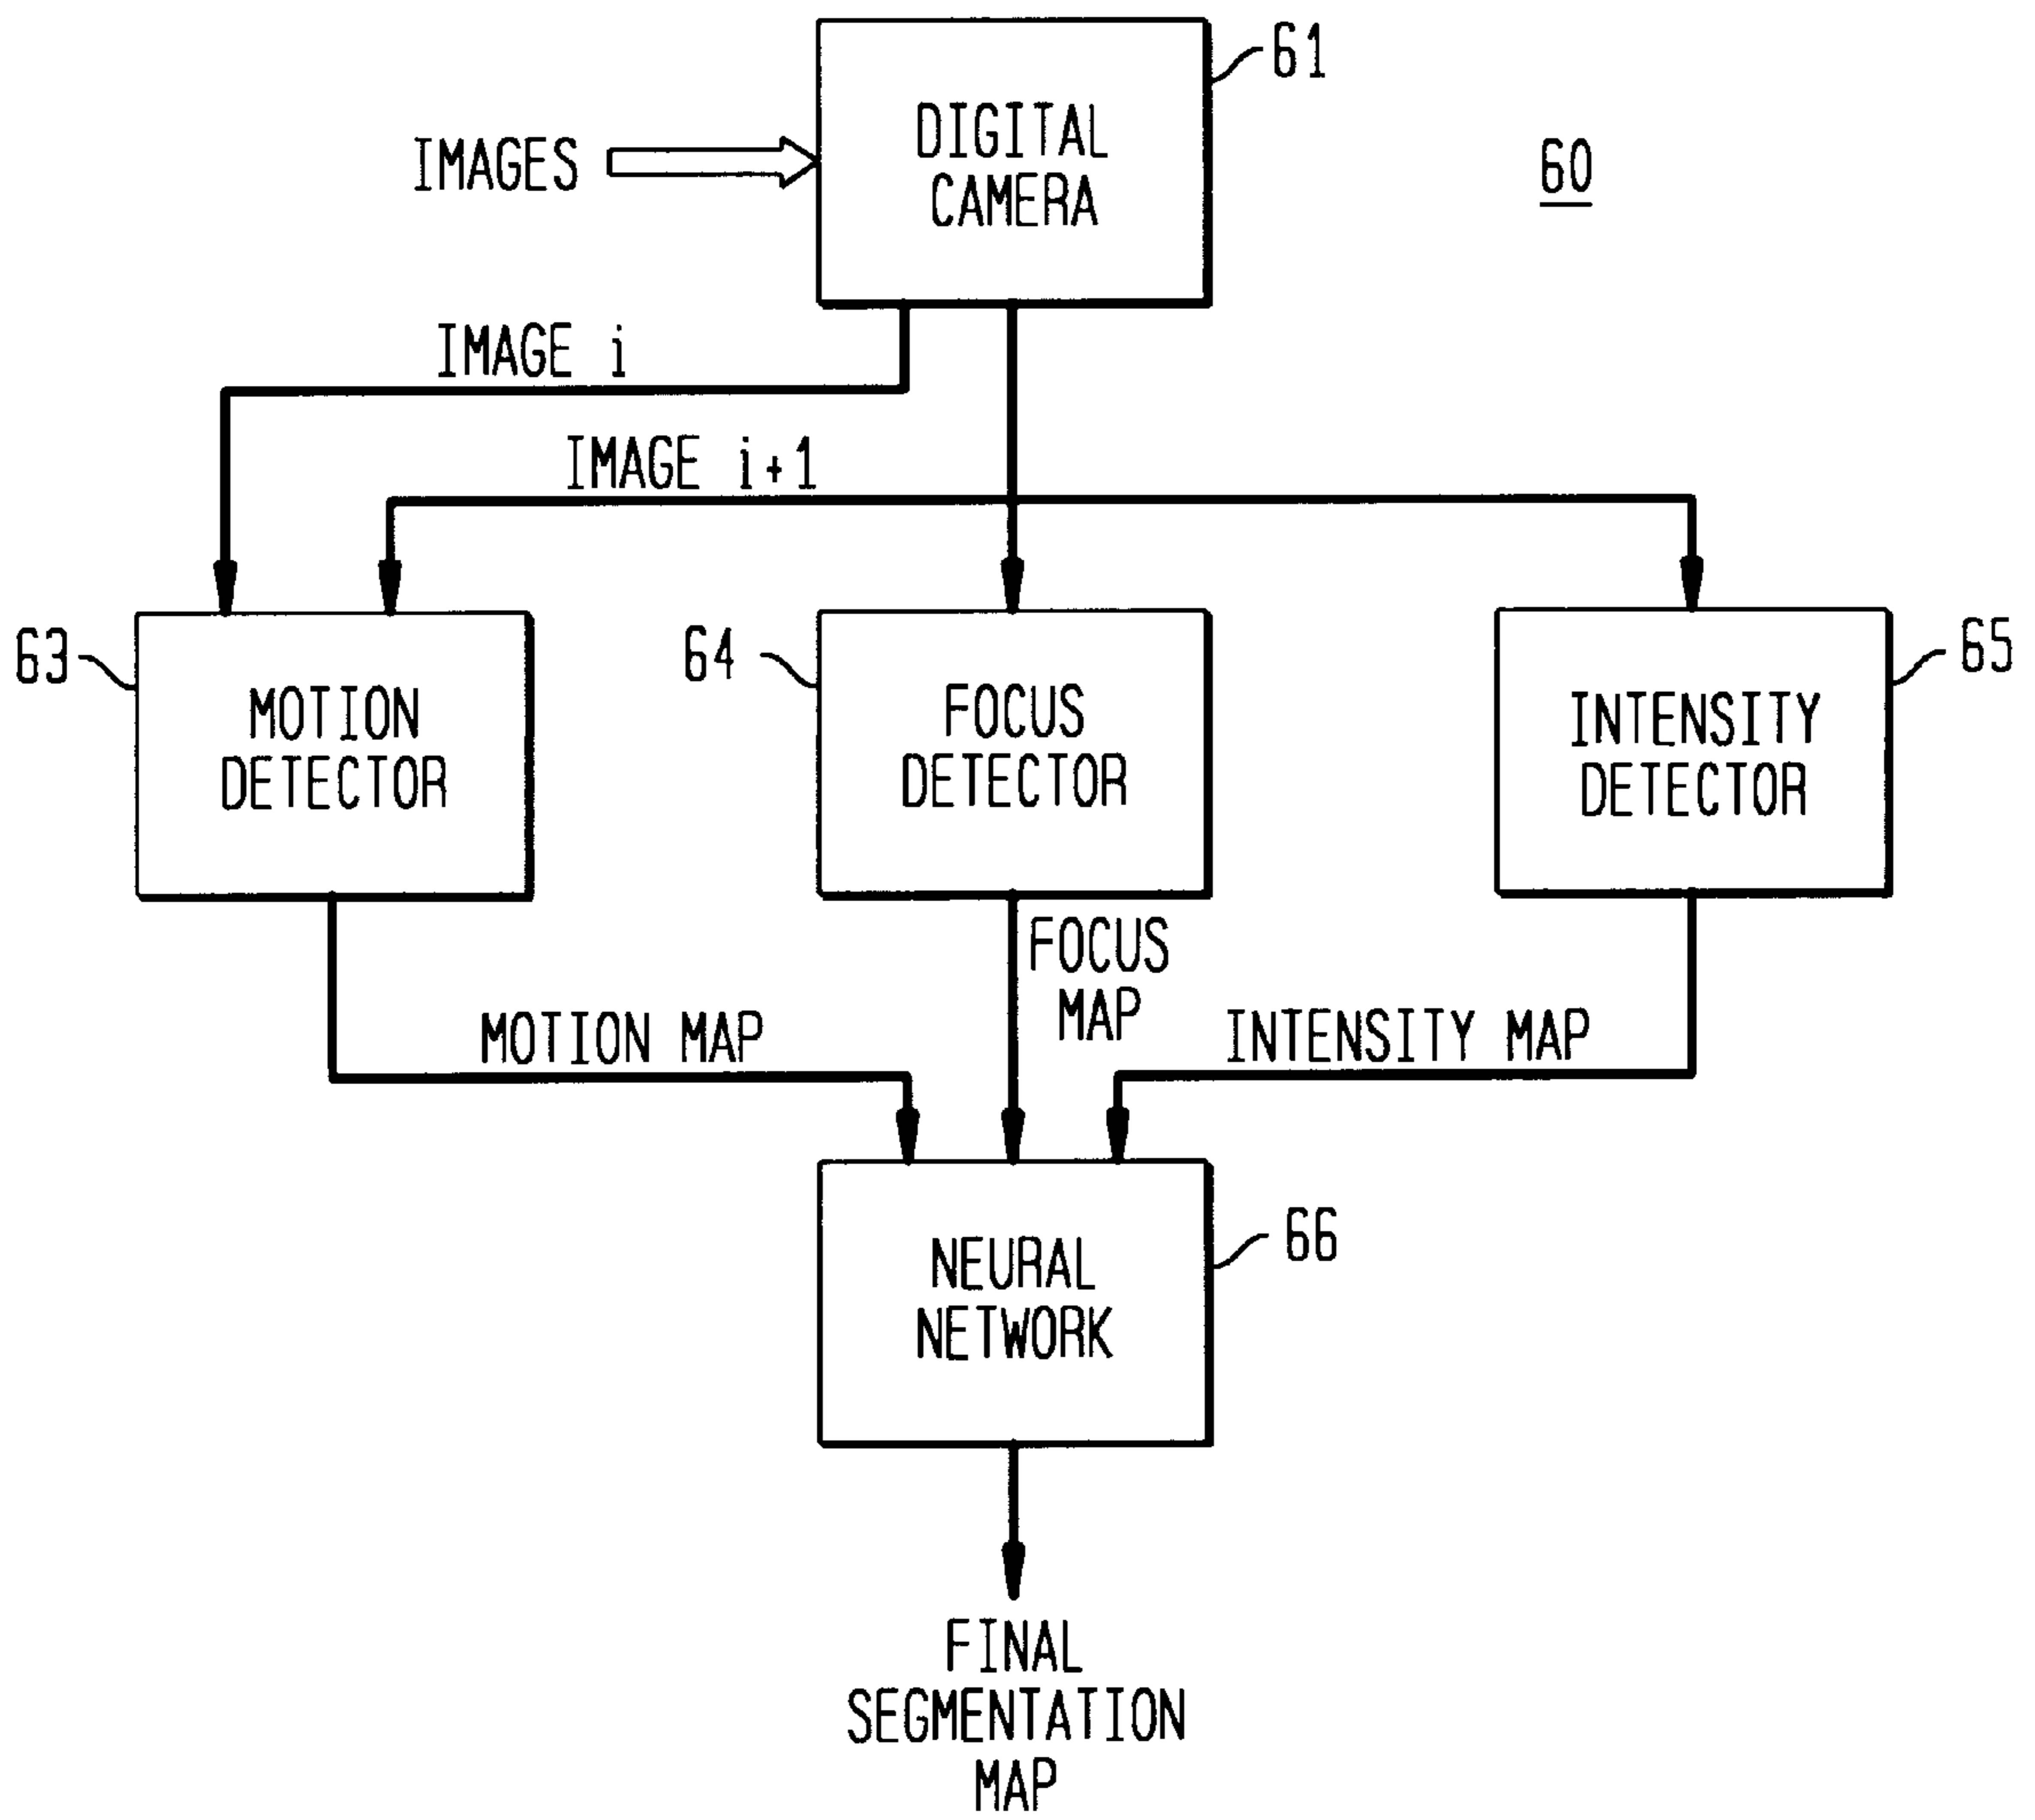 61
DIGITAL
CAMERA
IMAGES
60
IMAGE i
IMAGE i+1
63
MOTION
DETECTOR
64
FOCUS
DETECTOR
65
INTENSITY
DETECTOR
FOCUS
MAP
MOTION MAP
INTENSITY MAP
66
NEURAL
NETWORK
FINAL
SEGMENTATION
MAP